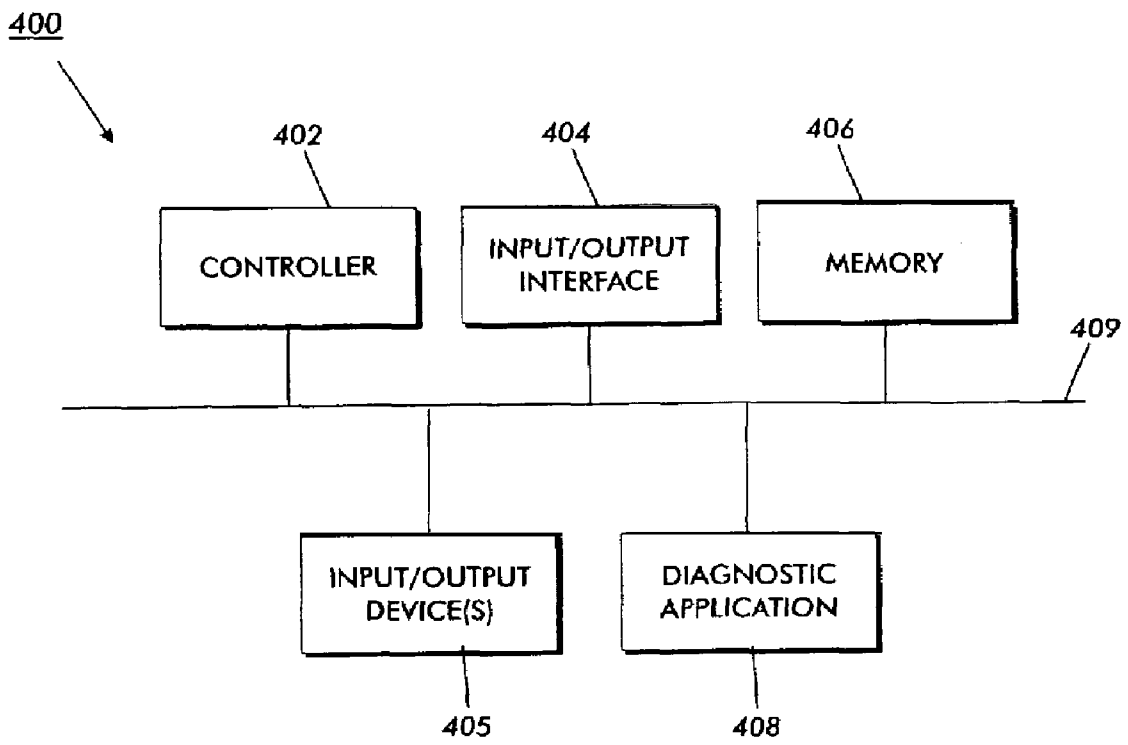 400
402
404
406
CONTROLLER
INPUT/OUTPUT
INTERFACE
MEMORY
409
INPUT/OUTPUT
DEVICE(S)
DIAGNOSTIC
APPLICATION
405
408